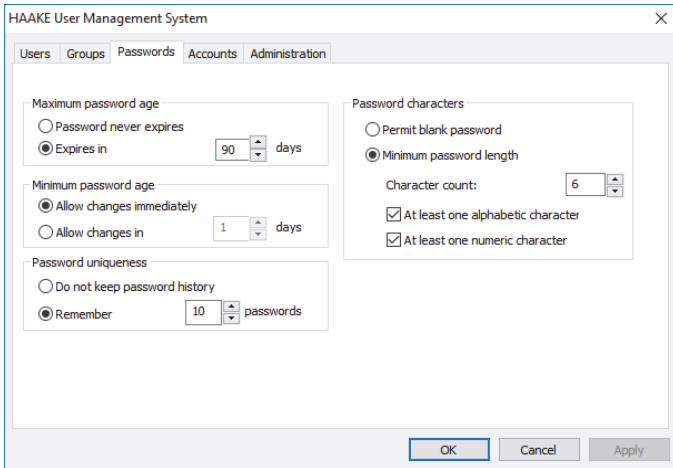 HAAKE User Management System
Users Groups Passwords Accounts Administration
Maximum password age
Password never expires
Expires in 90 days
Minimum password age
Allow changes immediately
Allow changes in 1 days
Password uniqueness
Do not keep password history
Remember 10 passwords
Password characters
Permit blank password
Minimum password length
Character count: 6
At least one alphabetic character
At least one numeric character
OK Cancel Apply